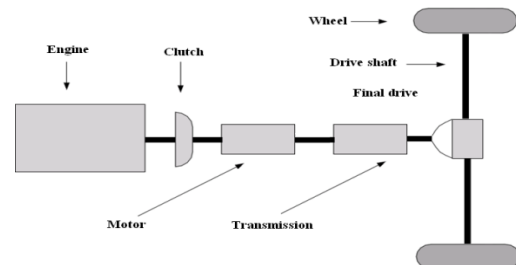 Wheel
Engine
Clutch
Drive shaft
Final drive
Motor
Transmission